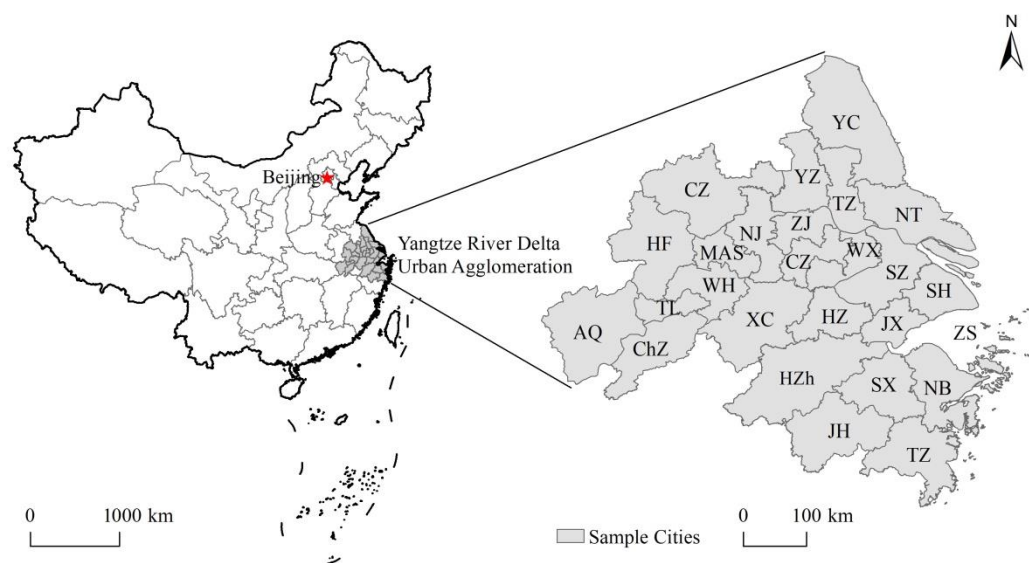 N
Beijing
Yangtze River Delta
Urban Agglomeration
0 1000 km
YC
YZ
CZ
TZ
NT
ZJ
NJ
HF
MAS
WX
CZ
SZ
WH
SH
TL
XC
HZ
JX
ZS
AQ
ChZ
HZh
SX
NB
JH
TZ
Sample Cities
0 100 km